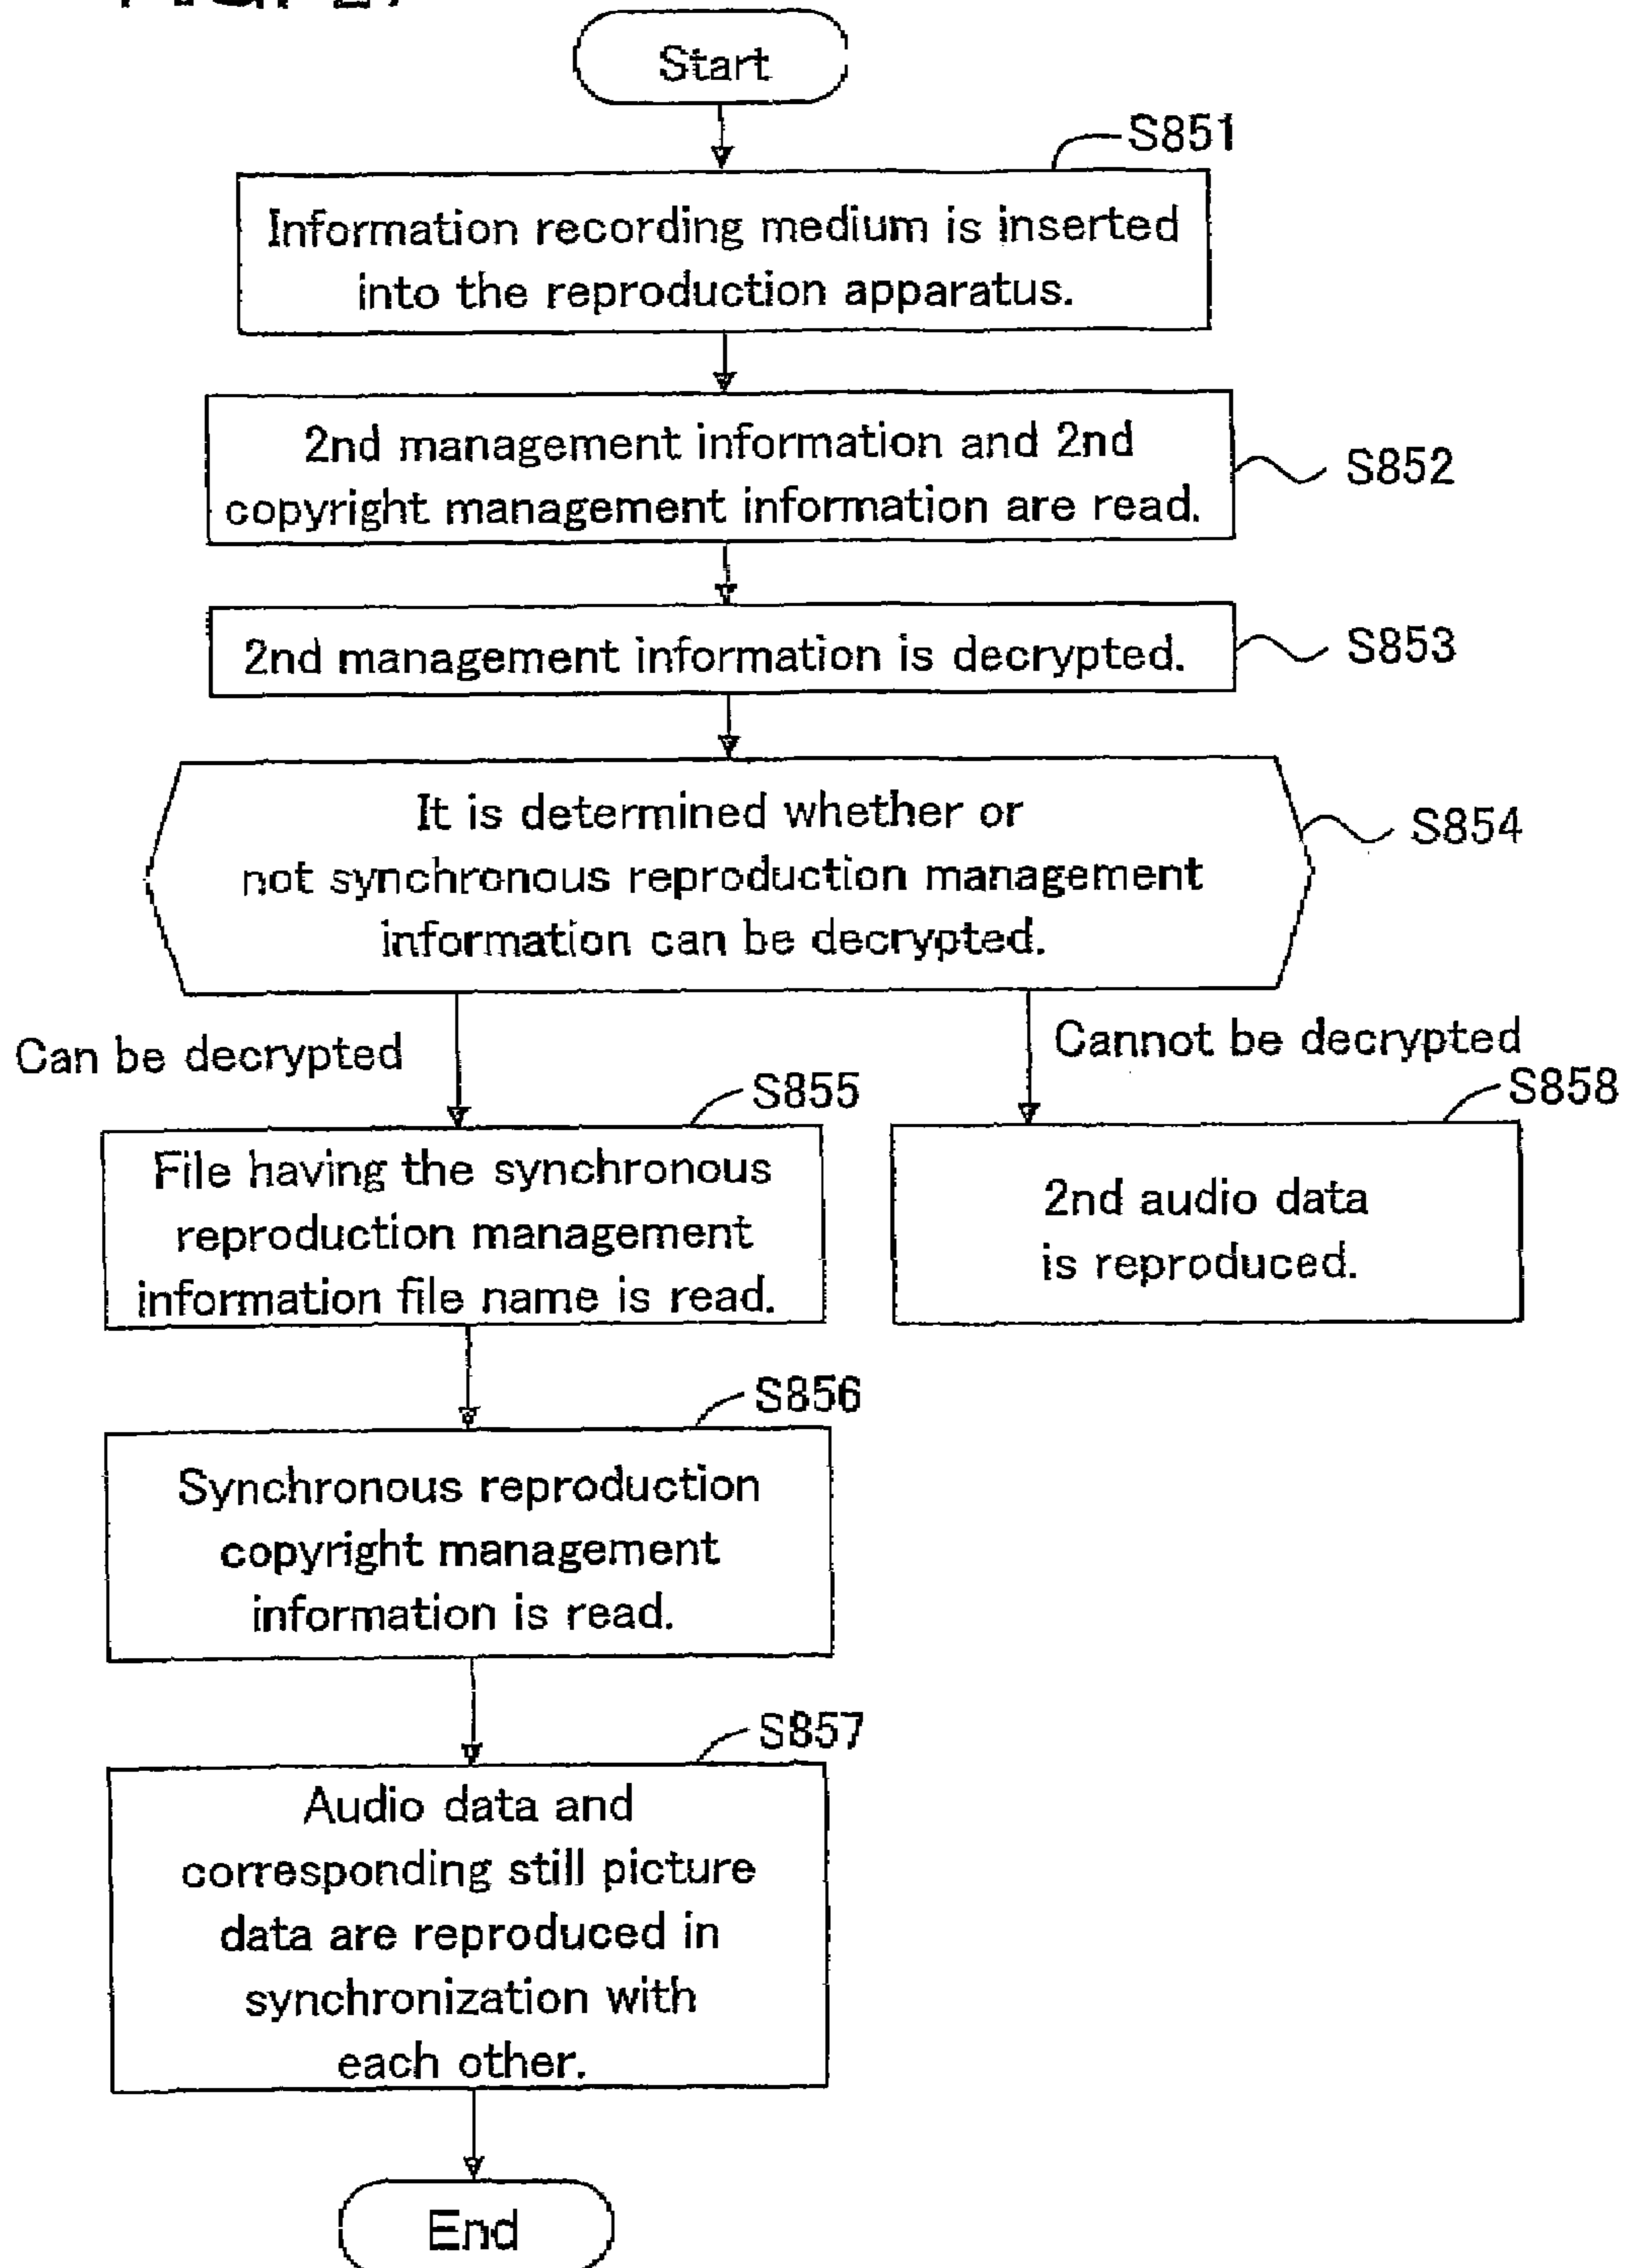 Start
S851
Information recording medium is inserted
into the reproduction apparatus.
2nd management information and 2nd
copyright management information are read.
S852
2nd management information is decrypted.
S853
It is determined whether or
not synchronous reproduction management
information can be decrypted.
S854
Can be decrypted
Cannot be decrypted
S855
File having the synchronous
reproduction management
information file name is read.
S858
2nd audio data
is reproduced.
S856
Synchronous reproduction
copyright management
information is read.
S857
Audio data and
corresponding still picture
data are reproduced in
synchronization with
each other.
End